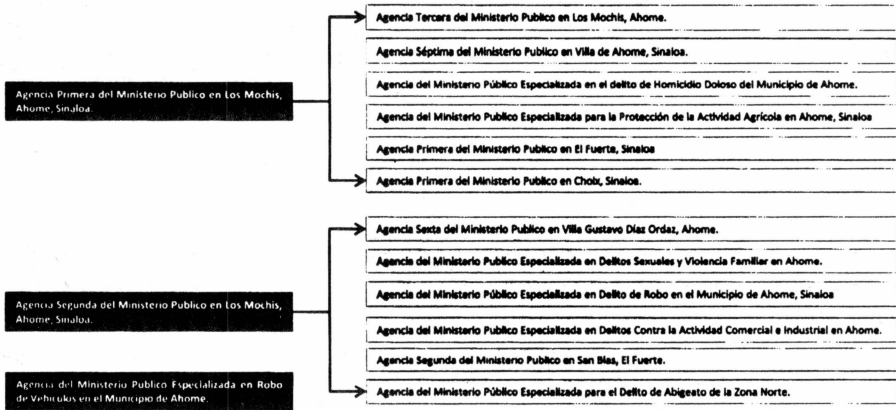 Agencia Primera del Ministerio Publico en Los Mochis,
Ahome, Sinaloa.
Agencia Tercera del Ministerio Publico en Los Mochis, Ahome.
Agencia Séptima del Ministerio Publico en Villa de Ahome, Sinaloa.
Agencia del Ministerio Público Especializada en el delito de Homicidio Doloso del Municipio de Ahome.
Agencia del Ministerio Publico Especializada para la Protección de la Actividad Agrícola en Ahome, Sinaloa
Agencia Primera del Ministerio Publico en El Fuerte, Sinaloa
Agencia Primera del Ministerio Publico en Choix, Sinaloa.
Agencia Segunda del Ministerio Publico en Los Mochis,
Ahome, Sinaloa.
Agencia Sexta del Ministerio Publico en Villa Gustavo Díaz Ordaz, Ahome.
Agencia del Ministerio Publico Especializada en Delitos Sexuales y Violencia Familiar en Ahome.
Agencia del Ministerio Público Especializada en Delito de Robo en el Municipio de Ahome, Sinaloa
Agencia del Ministerio Publico Especializada en Delitos Contra la Actividad Comercial e Industrial en Ahome.
Agencia Segunda del Ministerio Publico en San Blas, El Fuerte.
Agencia del Ministerio Público Especializada para el Delito de Abigeato de la Zona Norte.
Agencia del Ministerio Publico Especializada en Robo
de Vehiculos en el Municipio de Ahome.